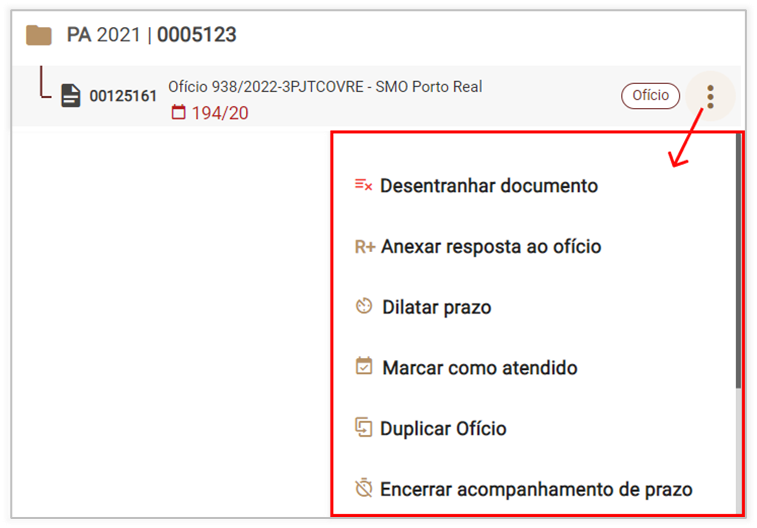 PA 2021 | 0005123
00125161 Ofício 938/2022-3PJTCOVRE - SMO Porto Real Ofício
194/20
Desentranhar documento
R+ Anexar resposta ao ofício
Dilatar prazo
Marcar como atendido
Duplicar Ofício
Encerrar acompanhamento de prazo